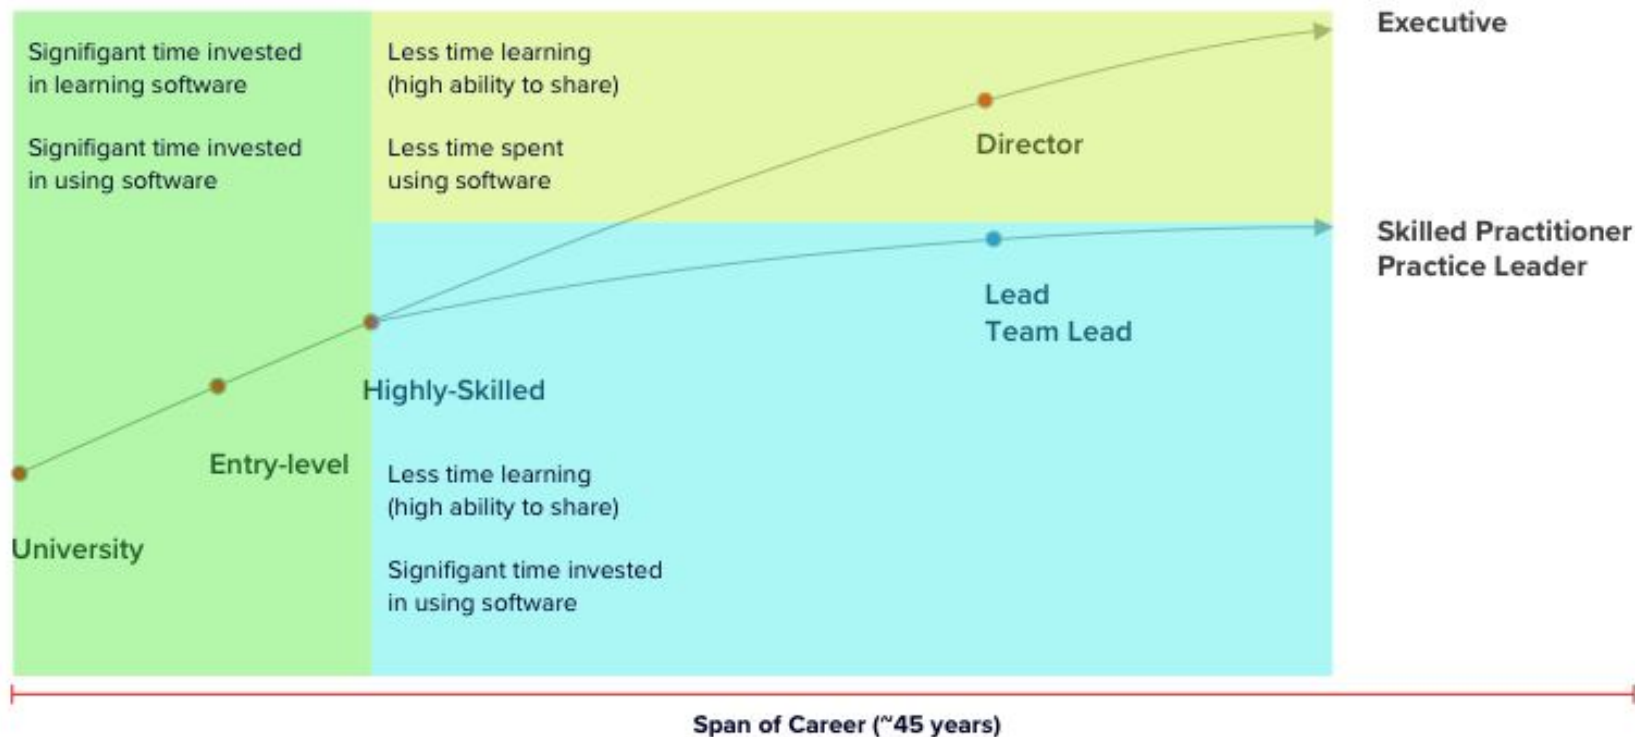 Signifigant time invested
in learning software
Signifigant time invested
in using software
Less time learning
(high ability to share)
Less time spent
using software
Executive
Director
Skilled Practitioner
Practice Leader
Lead
Team Lead
Highly-Skilled
Entry-level
University
Less time learning
(high ability to share)
Signifigant time invested
in using software
Span of Career (~45 years)